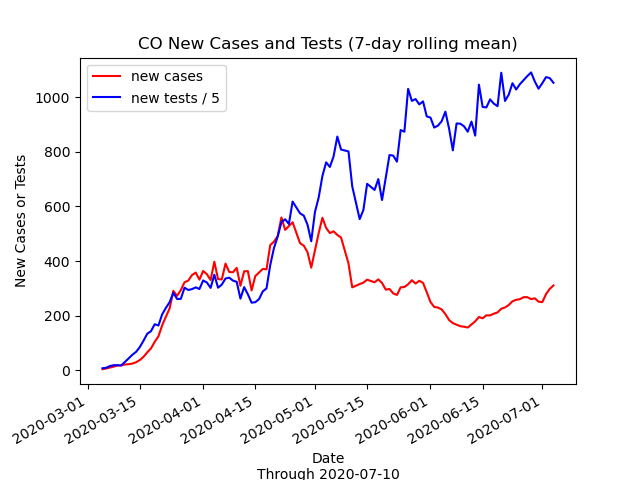 CO New Cases and Tests (7-day rolling mean)
new cases
new tests / 5
New Cases or Tests
1000
800
600
400
200
0
2020-03-01
2020-03-15
2020-04-01
2020-04-15
2020-05-01
2020-05-15
2020-06-01
2020-06-15
2020-07-01
Date
Through 2020-07-10